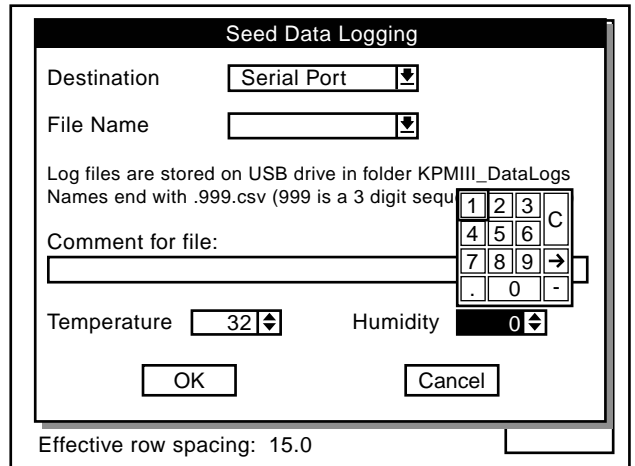 Seed Data Logging
Destination Serial Port
File Name
Log files are stored on USB drive in folder KPMIII_DataLogs
Names end with .999.csv (999 is a 3 digit
Comment for file:
1 2 3 C
4 5 6
7 8 9 →
. 0 -
Temperature 32 Humidity 0
OK Cancel
Effective row spacing: 15.0